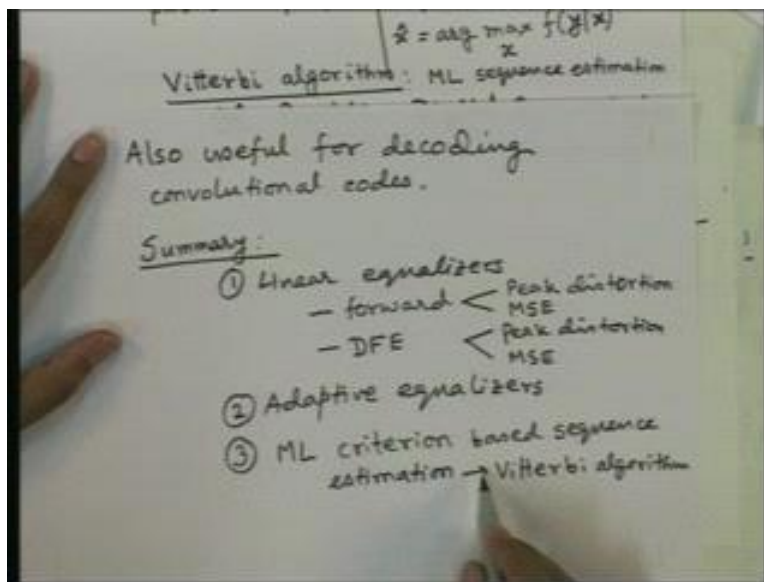 x̂ = arg max f(y|x)
x
Vitterbi algorithm : ML sequence estimation
Also useful for decoding
convolutional codes.
Summary :
① Linear equalizers
– forward < Peak distortion
MSE
– DFE < Peak distortion
MSE
② Adaptive equalizers
③ ML criterion based sequence
estimation → Vitterbi algorithm